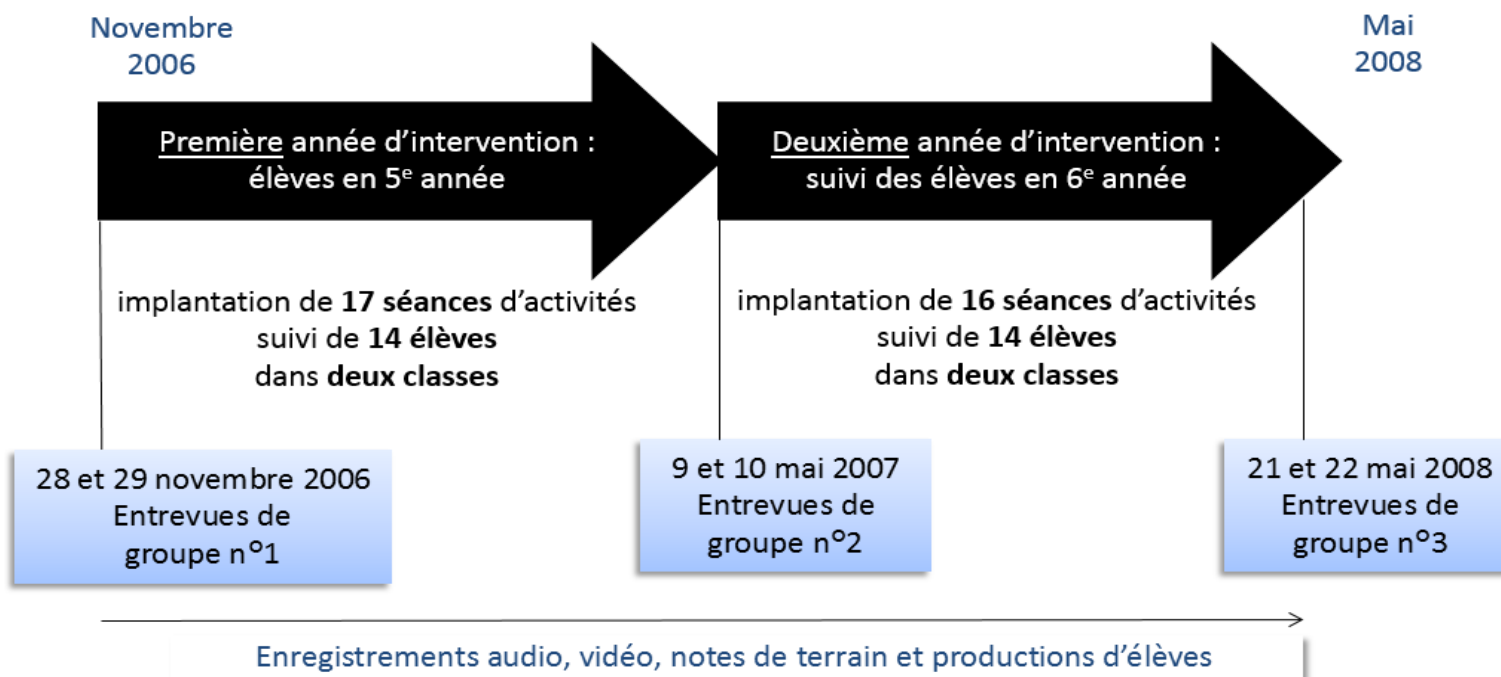 Novembre
2006
Mai
2008
Première année d’intervention :
élèves en 5e année
Deuxième année d’intervention :
suivi des élèves en 6e année
implantation de 17 séances d’activités
suivi de 14 élèves
dans deux classes
implantation de 16 séances d’activités
suivi de 14 élèves
dans deux classes
28 et 29 novembre 2006
Entrevues de
groupe n°1
9 et 10 mai 2007
Entrevues de
groupe n°2
21 et 22 mai 2008
Entrevues de
groupe n°3
Enregistrements audio, vidéo, notes de terrain et productions d’élèves